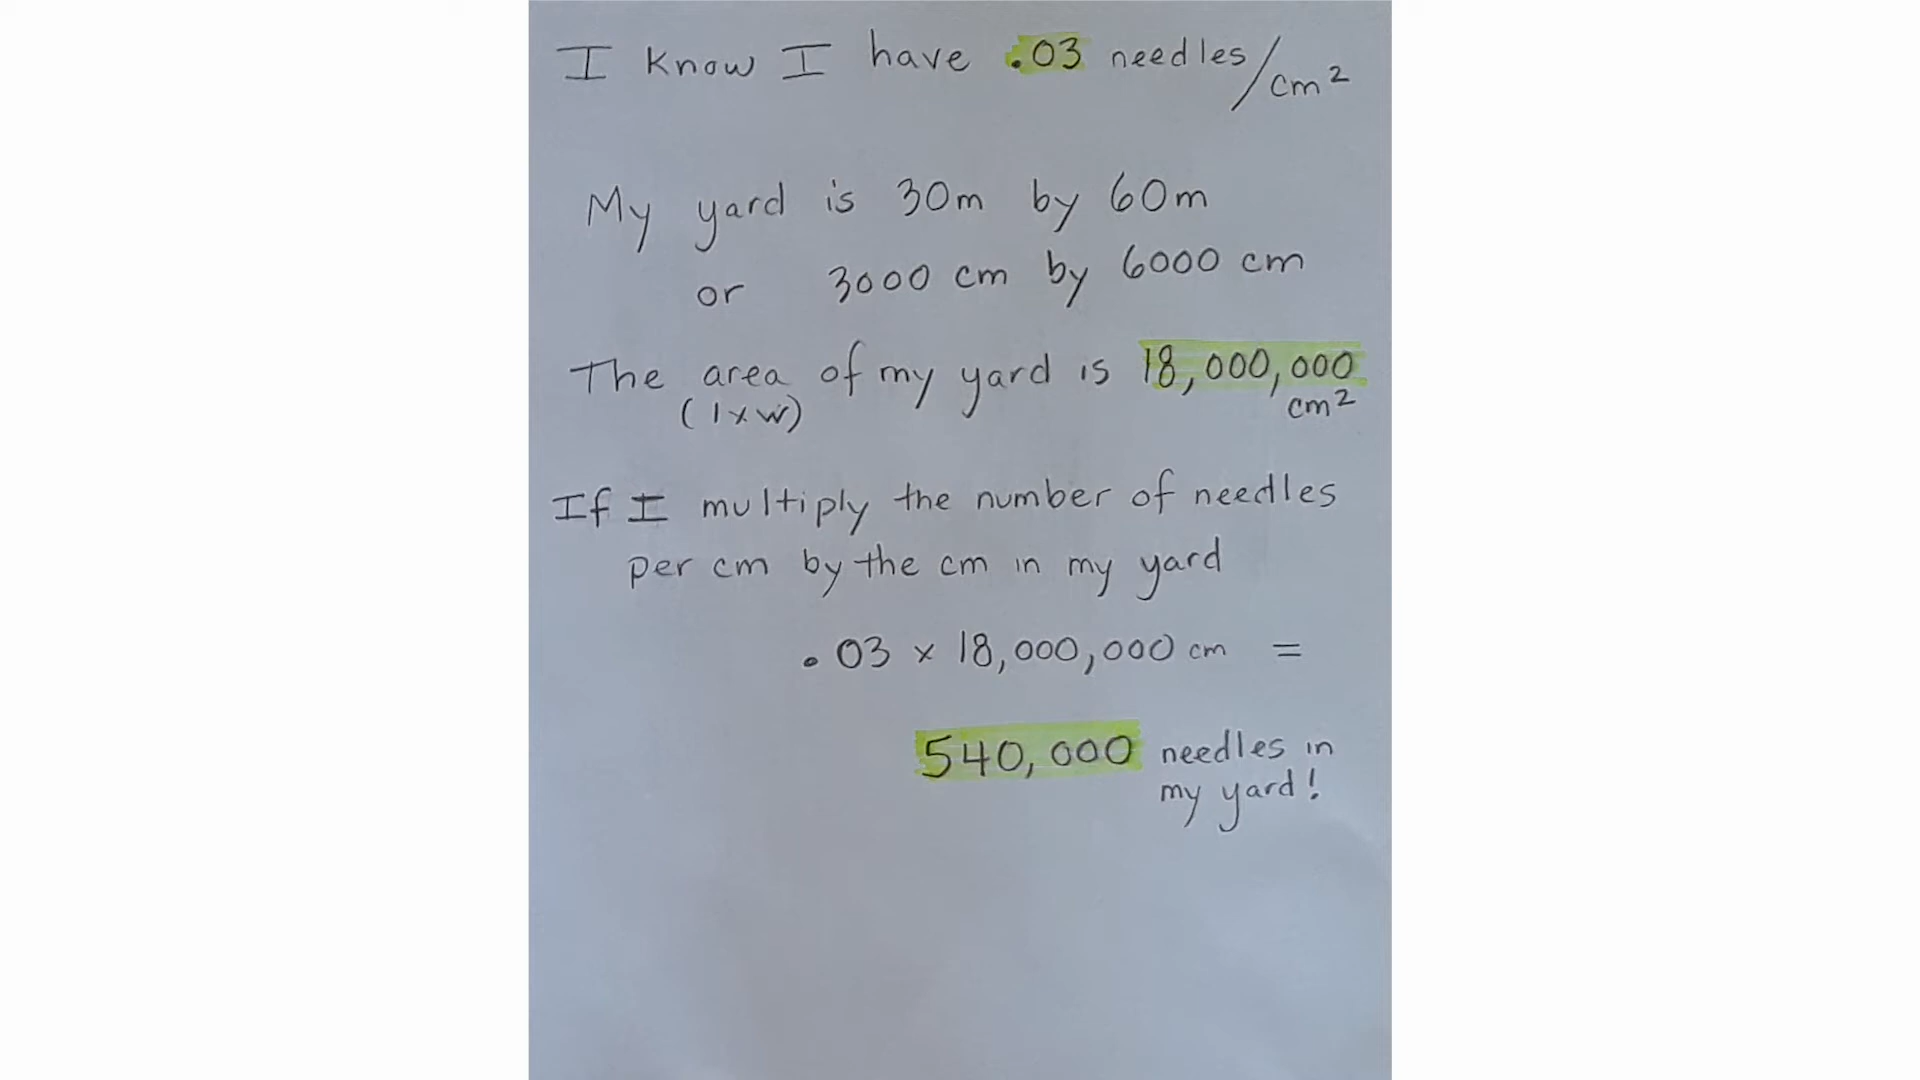 I know I have .03 needles/cm²
My yard is 30m by 60m
or 3000 cm by 6000 cm
The area of my yard is 18,000,000
(l x w) cm²
If I multiply the number of needles
per cm by the cm in my yard
.03 x 18,000,000 cm =
540,000 needles in
my yard!